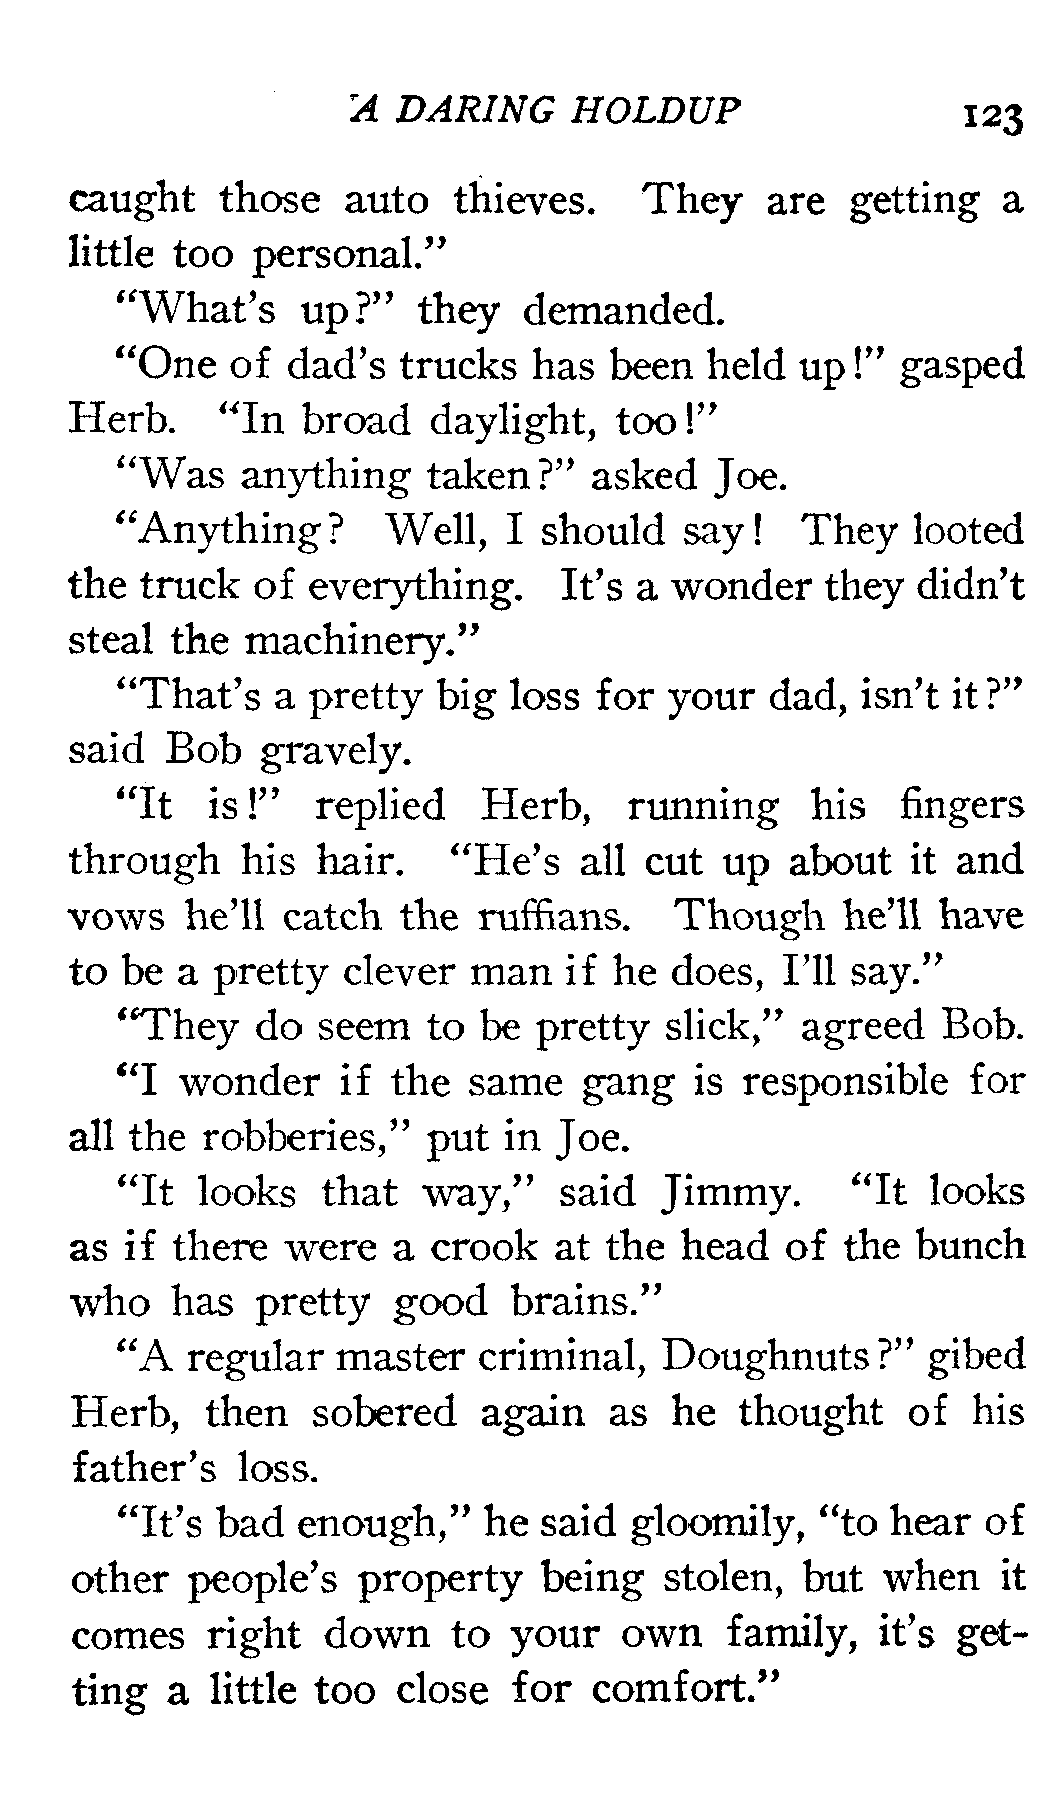 A DARING HOLDUP 123
caught those auto thieves. They are getting a
little too personal."
"What's up?" they demanded.
"One of dad's trucks has been held up!" gasped
Herb. "In broad daylight, too!"
"Was anything taken?" asked Joe.
"Anything? Well, I should say! They looted
the truck of everything. It's a wonder they didn't
steal the machinery."
"That's a pretty big loss for your dad, isn't it?"
said Bob gravely.
"It is!" replied Herb, running his fingers
through his hair. "He's all cut up about it and
vows he'll catch the ruffians. Though he'll have
to be a pretty clever man if he does, I'll say."
"They do seem to be pretty slick," agreed Bob.
"I wonder if the same gang is responsible for
all the robberies," put in Joe.
"It looks that way," said Jimmy. "It looks
as if there were a crook at the head of the bunch
who has pretty good brains."
"A regular master criminal, Doughnuts?" gibed
Herb, then sobered again as he thought of his
father's loss.
"It's bad enough," he said gloomily, "to hear of
other people's property being stolen, but when it
comes right down to your own family, it's get-
ting a little too close for comfort."